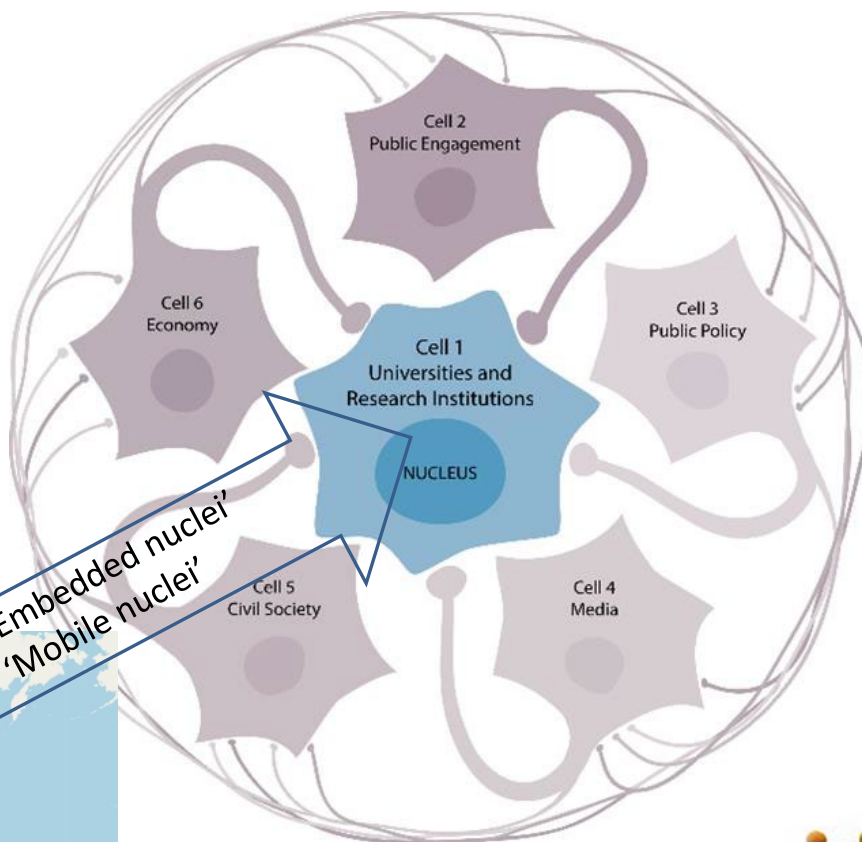 Cell 2
Public Engagement
Cell 6
Economy
Cell 3
Public Policy
Cell 1
Universities and
Research Institutions
NUCLEUS
Embedded nuclei’
‘Mobile nuclei’
Cell 5
Civil Society
Cell 4
Media